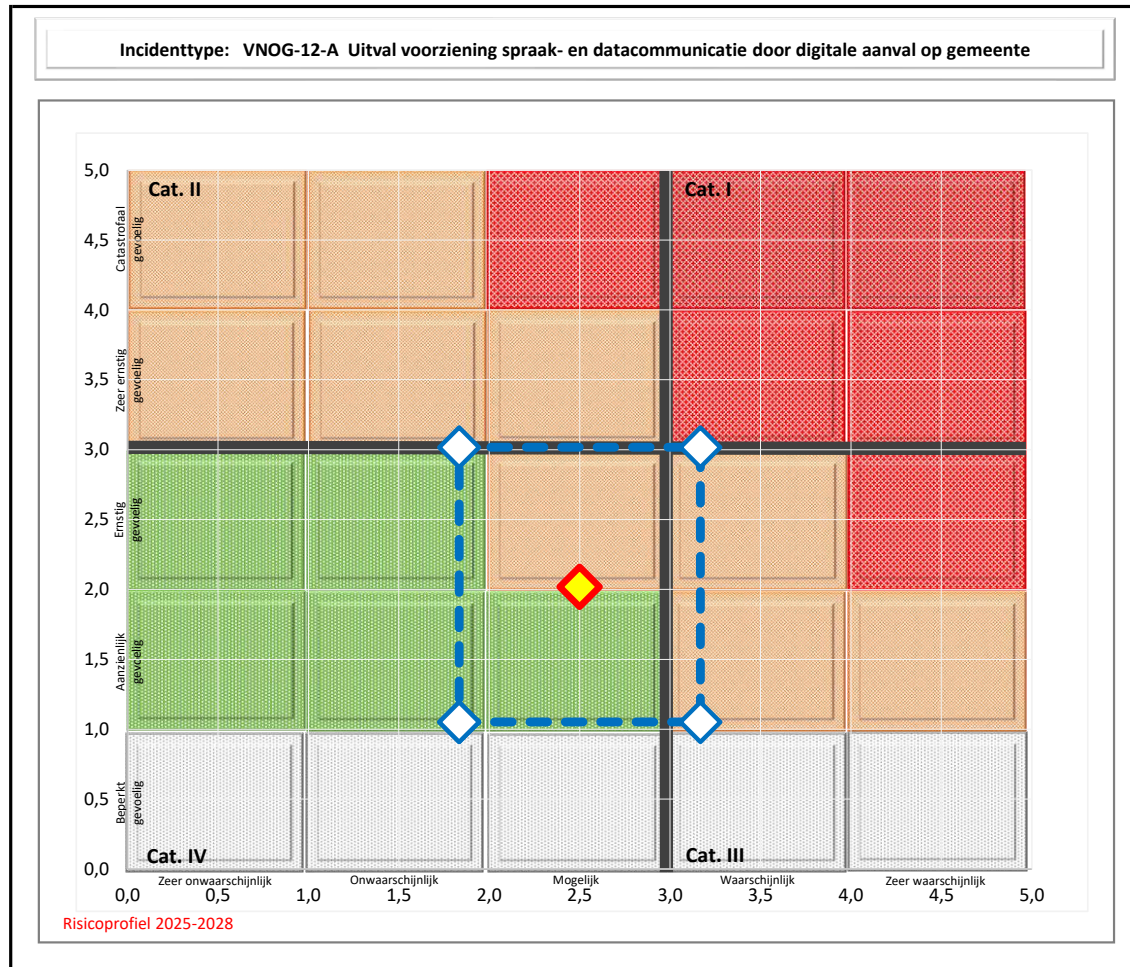 Incidenttype: VNOG-12-A Uitval voorziening spraak- en datacommunicatie door digitale aanval op gemeente
5,0
Cat. II
Cat. I
Catastrofaal
gevoelig
4,5
4,0
Zeer ernstig
gevoelig
3,5
3,0
Ernstig
gevoelig
2,5
2,0
Aanzienlijk
gevoelig
1,5
1,0
Beperkt
gevoelig
0,5
Cat. IV
Cat. III
0,0
Zeer onwaarschijnlijk
Onwaarschijnlijk
Mogelijk
Waarschijnlijk
Zeer waarschijnlijk
0,0 0,5 1,0 1,5 2,0 2,5 3,0 3,5 4,0 4,5 5,0
Risicoprofiel 2025-2028